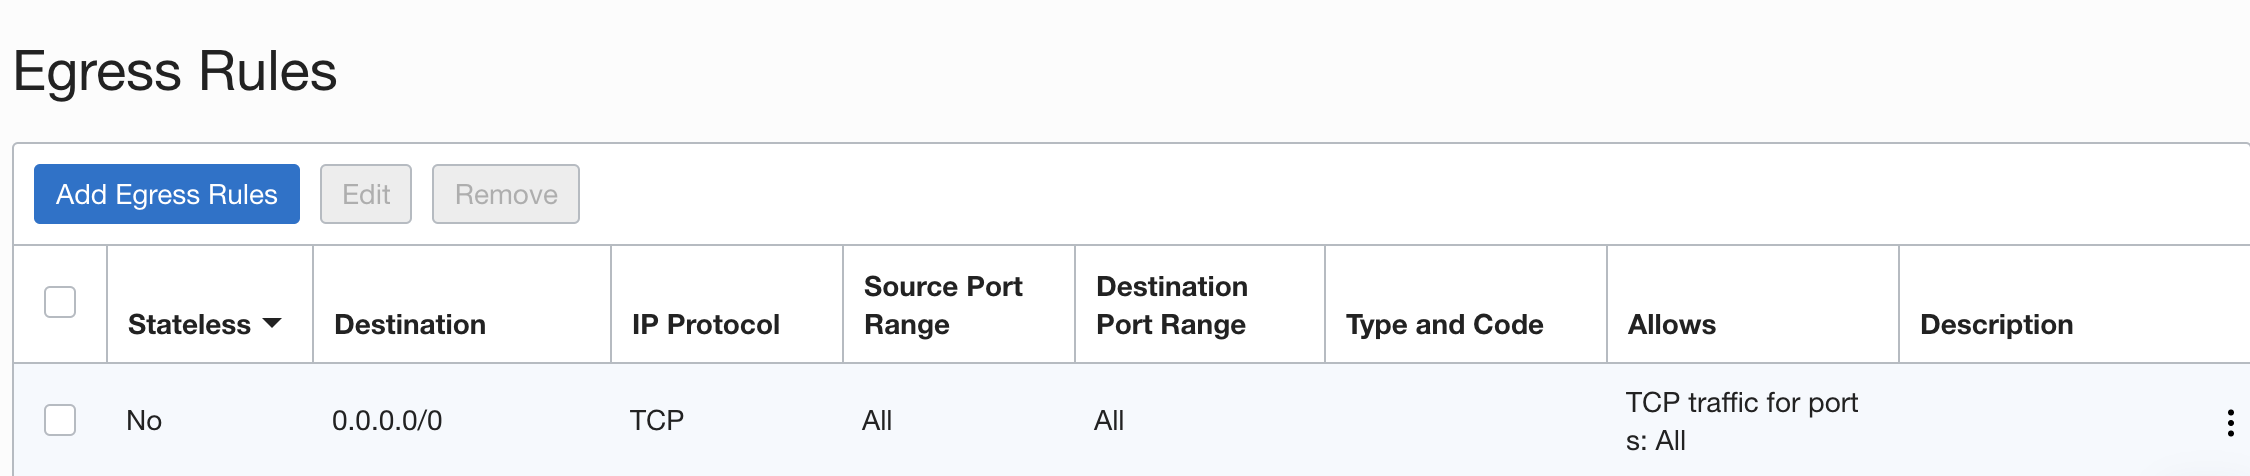 Egress Rules
Add Egress Rules
Edit
Remove
Stateless
Destination
IP Protocol
Source Port
Range
Destination
Port Range
Type and Code
Allows
Description
No
0.0.0.0/0
TCP
All
All
TCP traffic for port
s: All